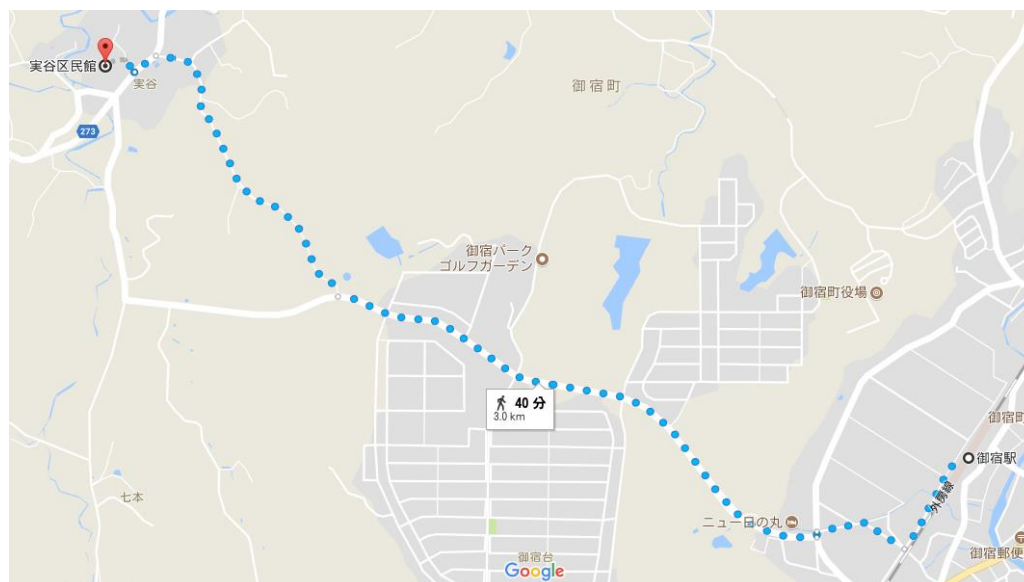 実谷区民館
実谷
273
御宿町
御宿パーク
ゴルフガーデン
御宿町役場
40 分
3.0 km
御宿町
御宿駅
外房線
七本
ニュー日の丸
御宿台
御宿郵便
Google